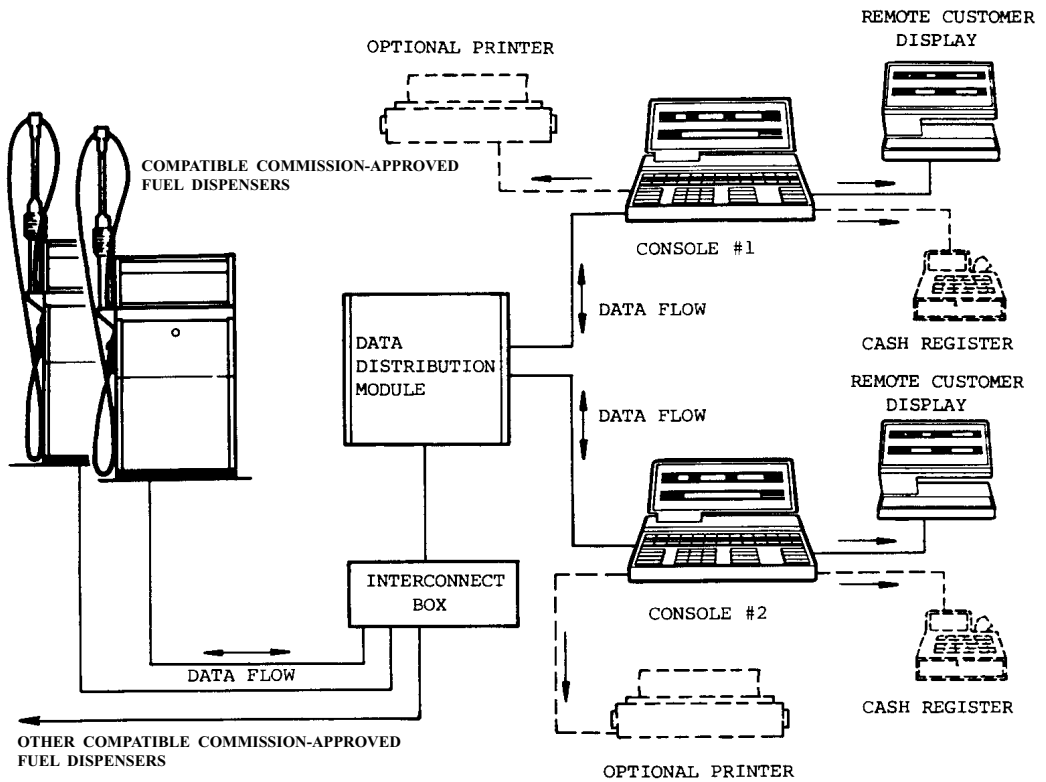 REMOTE CUSTOMER
DISPLAY
OPTIONAL PRINTER
COMPATIBLE COMMISSION-APPROVED
FUEL DISPENSERS
CONSOLE #1
DATA FLOW
CASH REGISTER
DATA
DISTRIBUTION
MODULE
REMOTE CUSTOMER
DISPLAY
DATA FLOW
INTERCONNECT
BOX
CONSOLE #2
DATA FLOW
CASH REGISTER
OTHER COMPATIBLE COMMISSION-APPROVED
FUEL DISPENSERS
OPTIONAL PRINTER